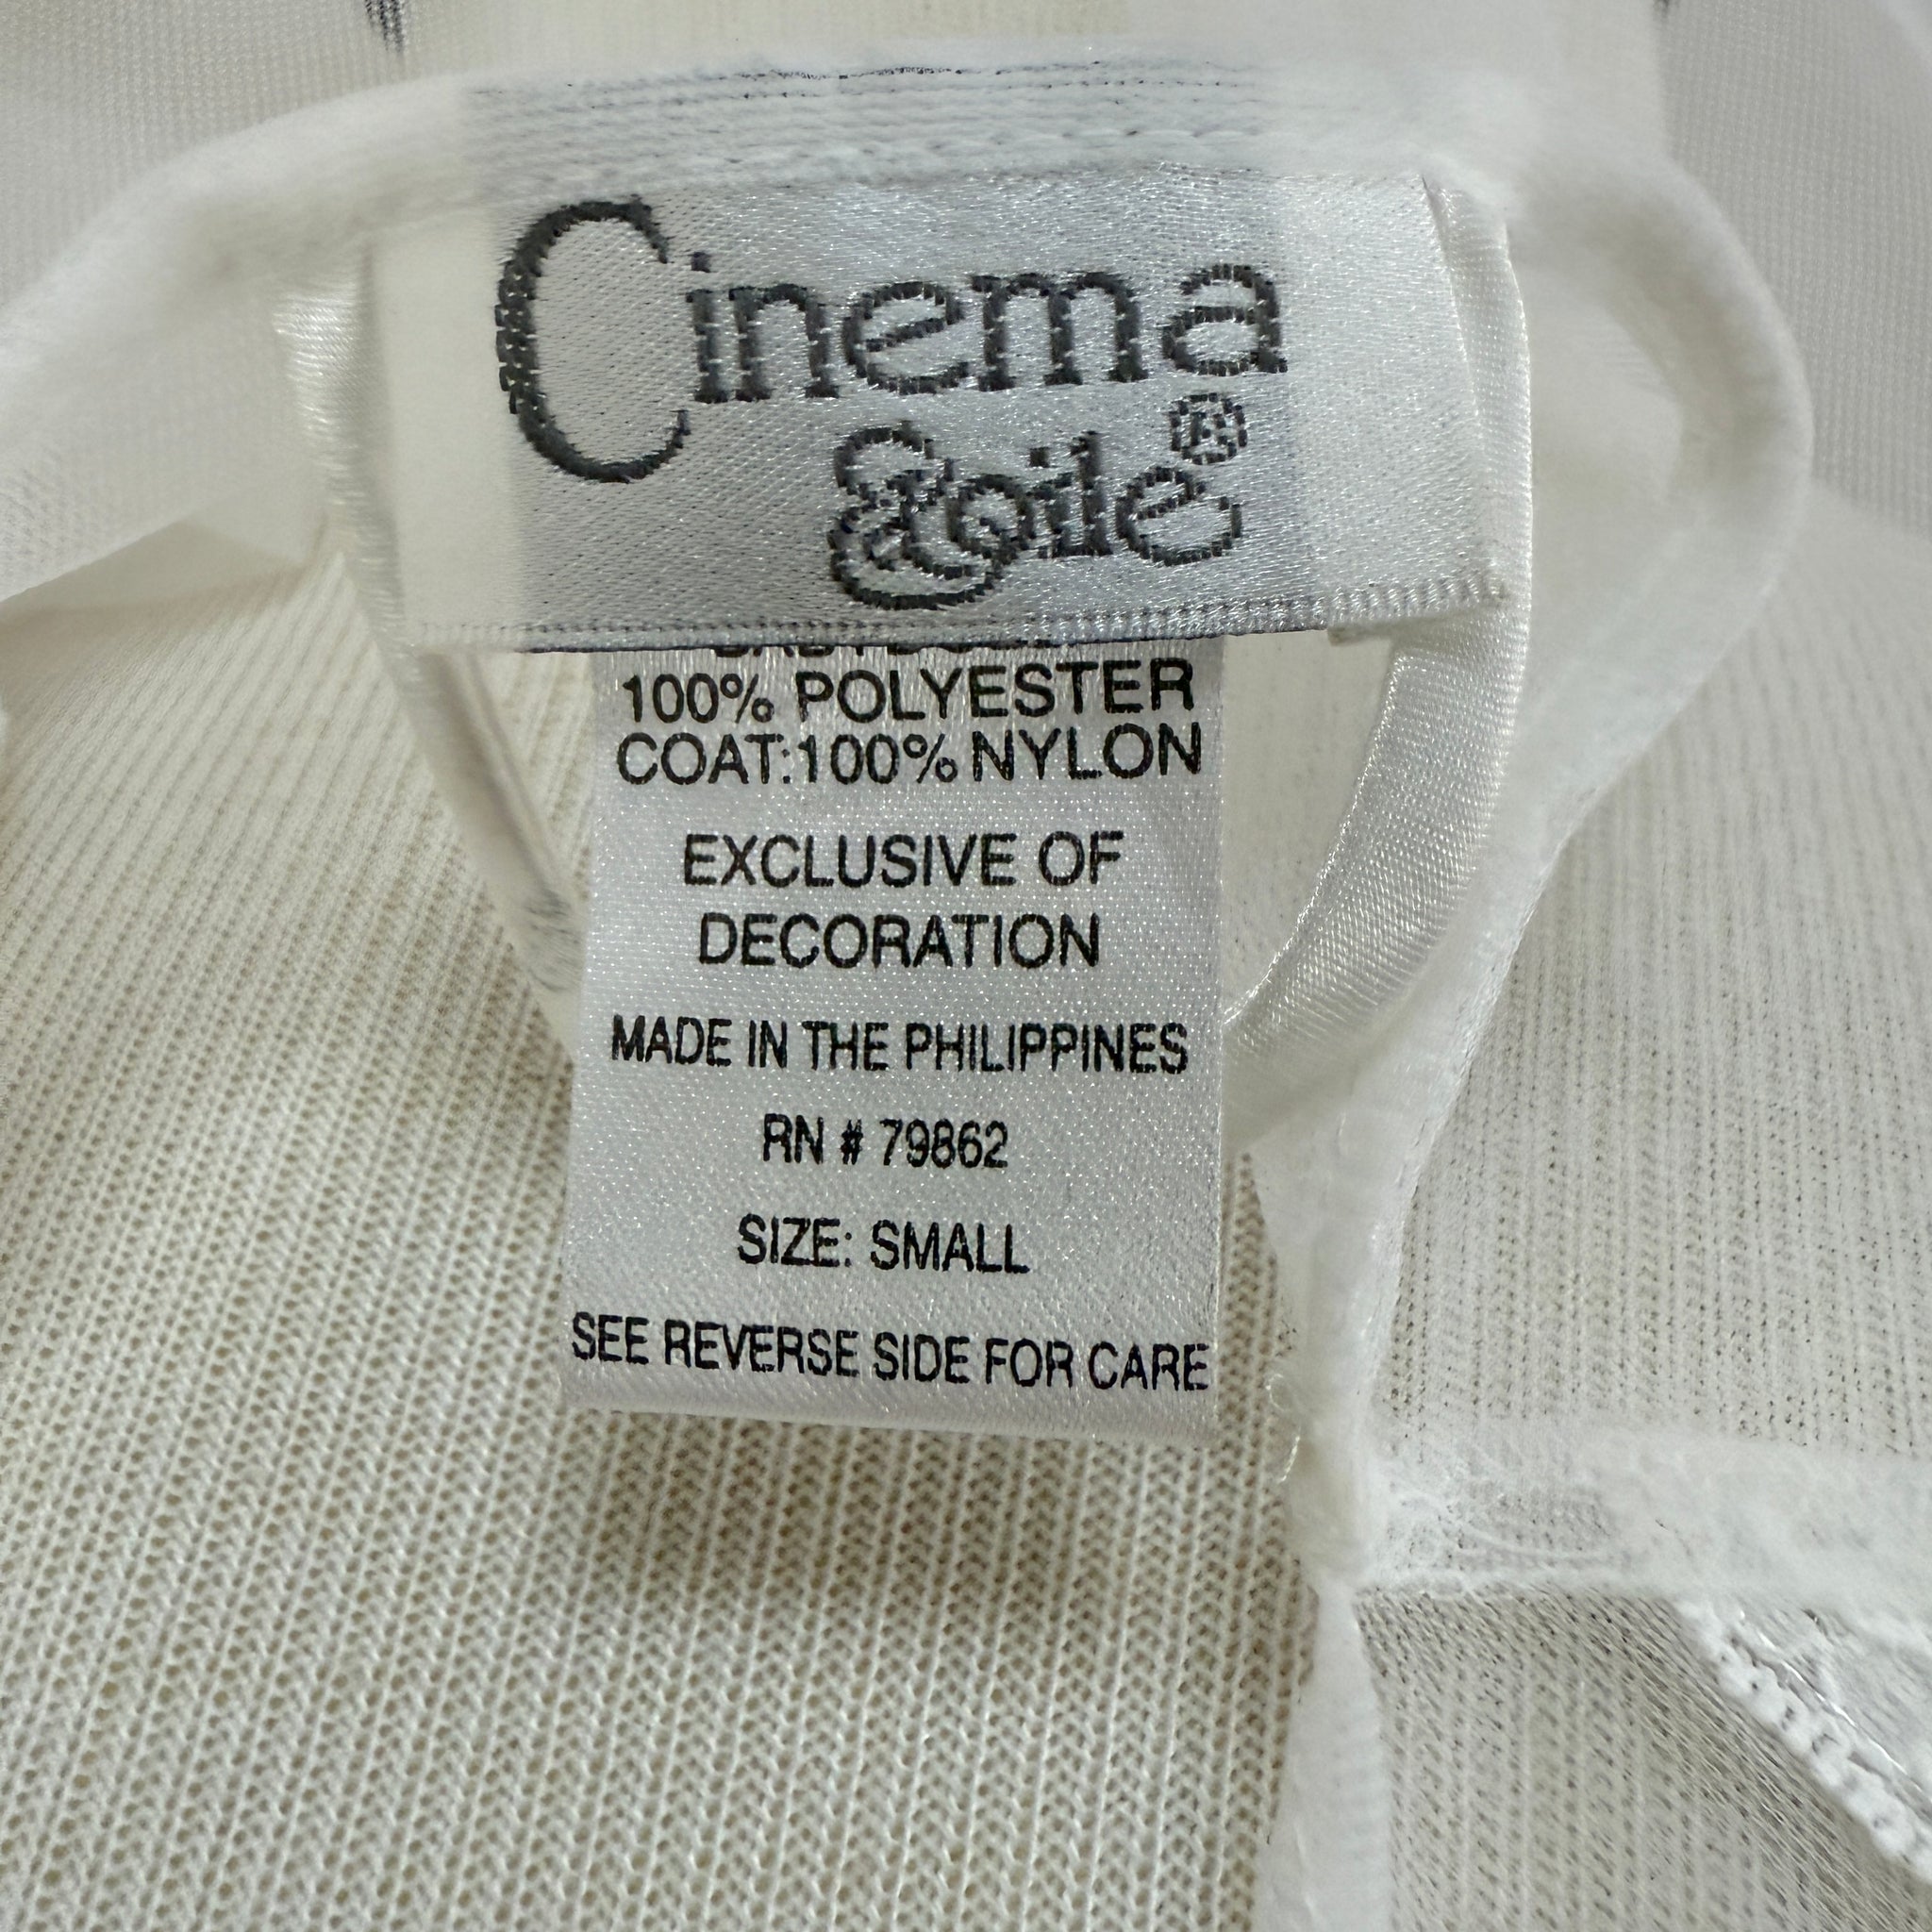 Cinema
Etoile®
100% POLYESTER
COAT:100% NYLON
EXCLUSIVE OF
DECORATION
MADE IN THE PHILIPPINES
RN # 79862
SIZE: SMALL
SEE REVERSE SIDE FOR CARE